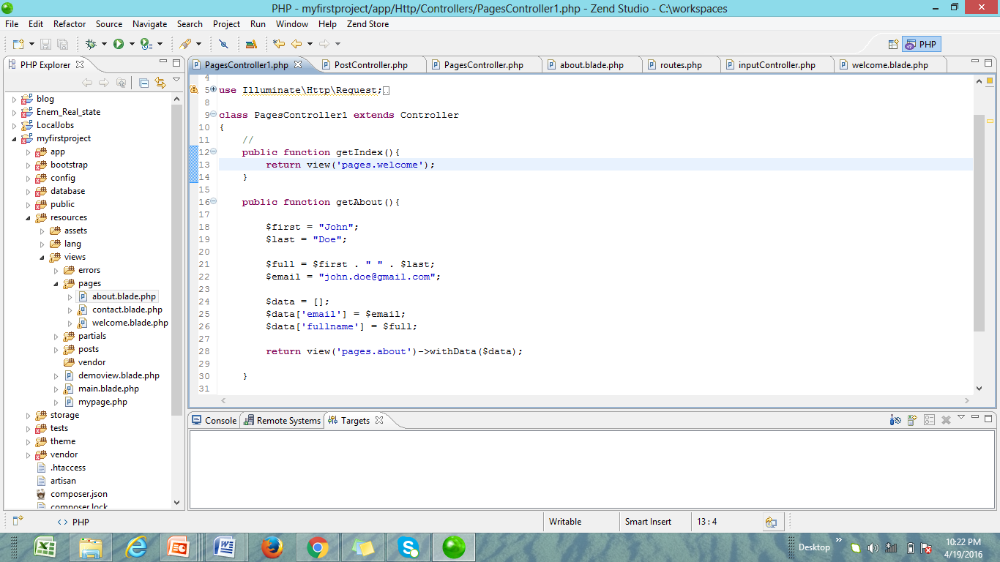 PHP - myfirstproject/app/Http/Controllers/PagesController1.php - Zend Studio - C:\workspaces
File Edit Refactor Source Navigate Search Project Run Window Help Zend Store
PHP
PHP Explorer
blog
Enem_Real_state
LocalJobs
myfirstproject
app
bootstrap
config
database
public
resources
assets
lang
views
errors
pages
about.blade.php
contact.blade.php
welcome.blade.php
partials
posts
vendor
demoview.blade.php
main.blade.php
mypage.php
storage
tests
theme
vendor
.htaccess
artisan
composer.json
composer.lock
PagesController1.php PostController.php PagesController.php about.blade.php routes.php inputController.php welcome.blade.php
4
5 use Illuminate\Http\Request;
8
9 class PagesController1 extends Controller
10 {
11 //
12 public function getIndex(){
13 return view('pages.welcome');
14 }
15
16 public function getAbout(){
17
18 $first = "John";
19 $last = "Doe";
20
21 $full = $first . " " . $last;
22 $email = "john.doe@gmail.com";
23
24 $data = [];
25 $data['email'] = $email;
26 $data['fullname'] = $full;
27
28 return view('pages.about')->withData($data);
29
30 }
31
Console Remote Systems Targets
PHP Writable Smart Insert 13 : 4
Desktop
10:22 PM
4/19/2016